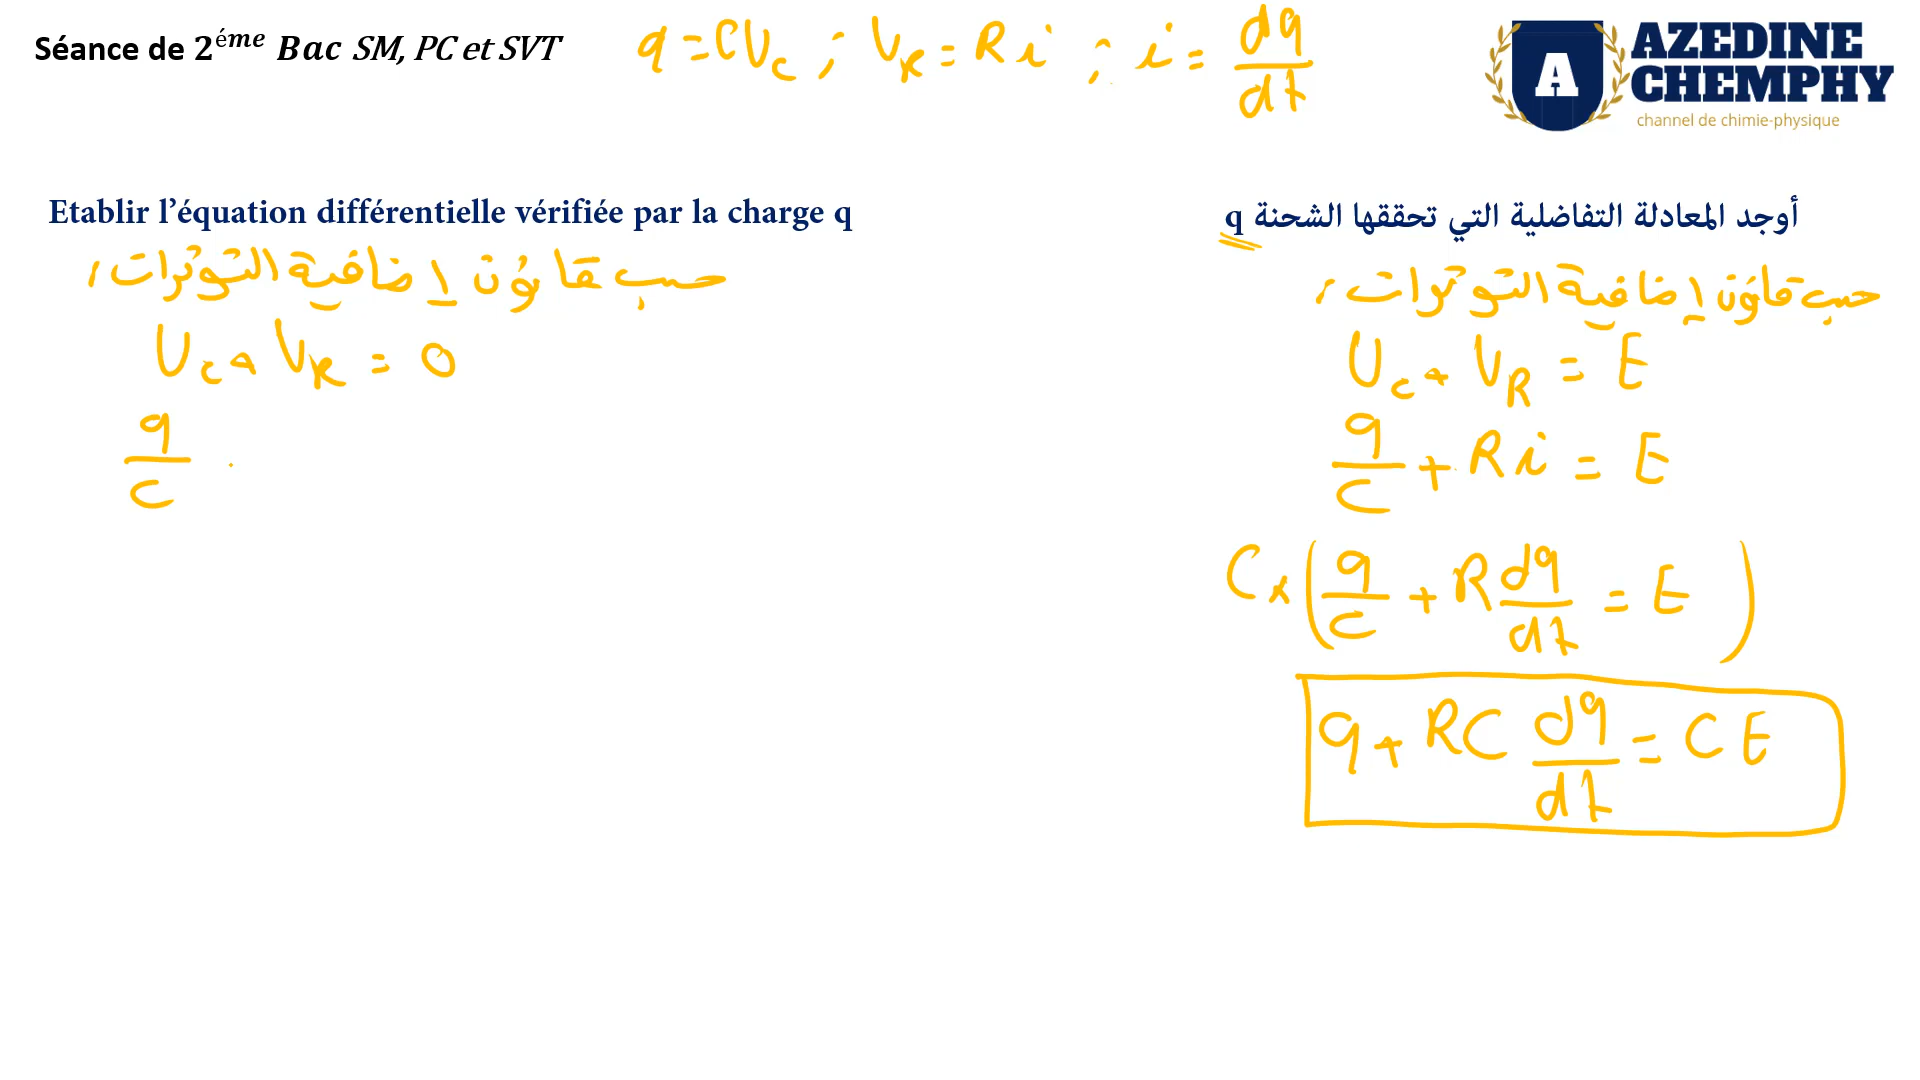 Séance de 2éme Bac SM, PC et SVT
q = CUc ; UR = Ri ; i = dq/dt
AZEDINE
CHEMPHY
channel de chimie-physique
A
Etablir l'équation différentielle vérifiée par la charge q
حسب قانون إضافية التوترات،
Uc + UR = 0
q/C
أوجد المعادلة التفاضلية التي تحققها الشحنة q
حسب قانون إضافية التوترات،
Uc + UR = E
q/C + Ri = E
C × ( q/C + R dq/dt = E )
q + RC dq/dt = CE